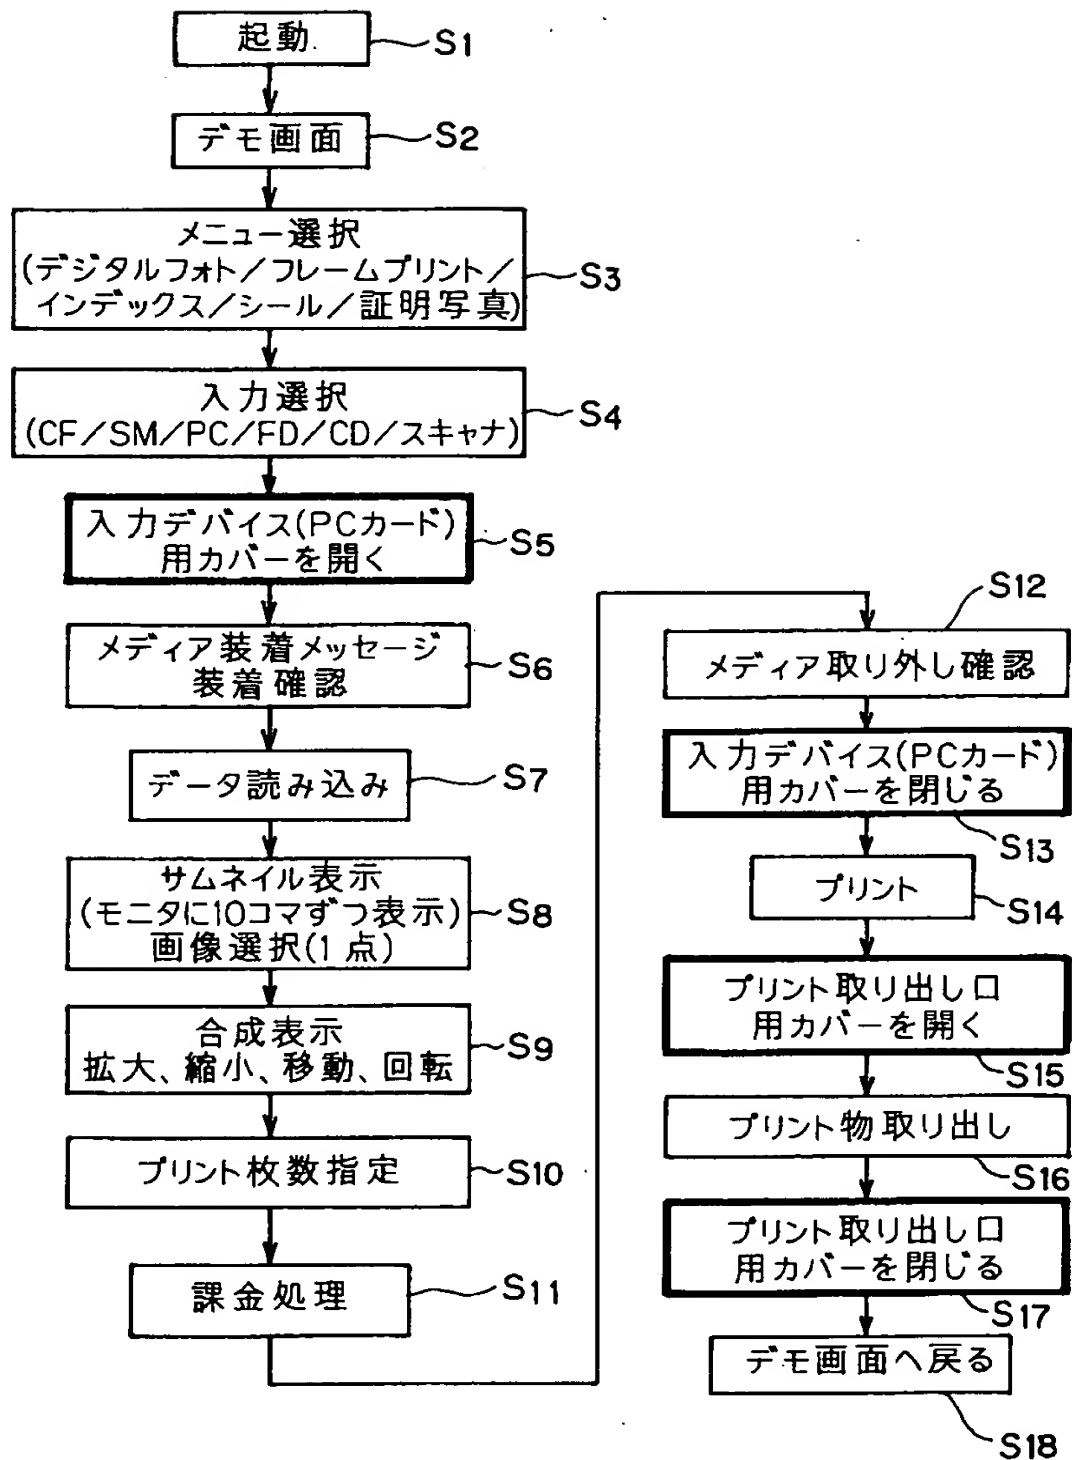 起動
S1
デモ画面
S2
メニュー選択
(デジタルフォト/フレームプリント/
インデックス/シール/証明写真)
S3
入力選択
(CF/SM/PC/FD/CD/スキャナ)
S4
入力デバイス(PCカード)
用カバーを開く
S5
メディア装着メッセージ
装着確認
S6
データ読み込み
S7
サムネイル表示
(モニタに10コマずつ表示)
画像選択(1点)
S8
合成表示
拡大、縮小、移動、回転
S9
プリント枚数指定
S10
課金処理
S11
S12
メディア取り外し確認
入力デバイス(PCカード)
用カバーを閉じる
S13
プリント
S14
プリント取り出し口
用カバーを開く
S15
プリント物取り出し
S16
プリント取り出し口
用カバーを閉じる
S17
デモ画面へ戻る
S18